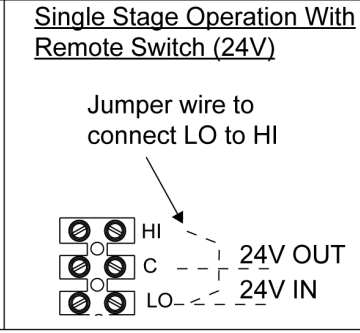 Single Stage Operation With
Remote Switch (24V)
Jumper wire to
connect LO to HI
HI
C 24V OUT
LO 24V IN